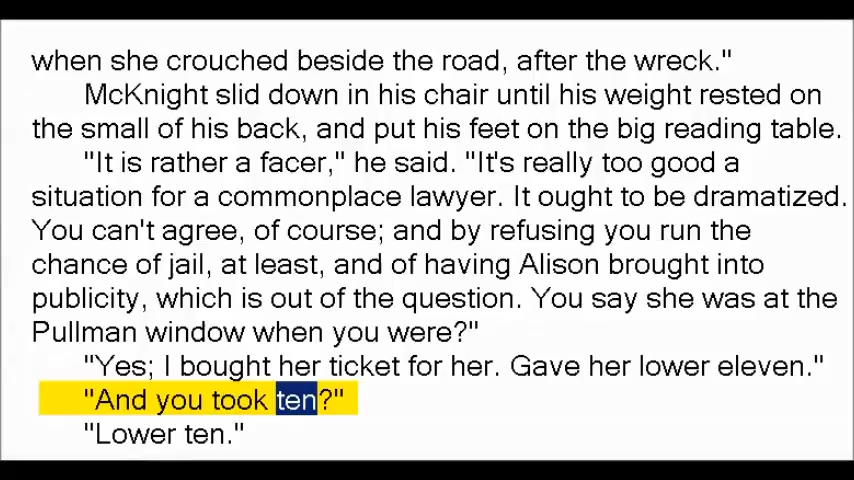 when she crouched beside the road, after the wreck."
McKnight slid down in his chair until his weight rested on
the small of his back, and put his feet on the big reading table.
"It is rather a facer," he said. "It's really too good a
situation for a commonplace lawyer. It ought to be dramatized.
You can't agree, of course; and by refusing you run the
chance of jail, at least, and of having Alison brought into
publicity, which is out of the question. You say she was at the
Pullman window when you were?"
"Yes; I bought her ticket for her. Gave her lower eleven."
"And you took ten?"
"Lower ten."